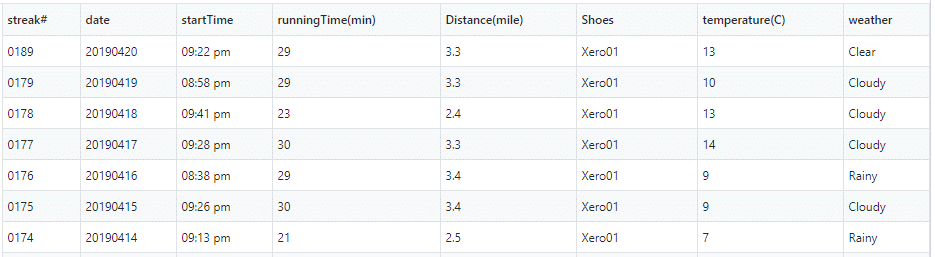 streak# date startTime runningTime(min) Distance(mile) Shoes temperature(C) weather
0189 20190420 09:22 pm 29 3.3 Xero01 13 Clear
0179 20190419 08:58 pm 29 3.3 Xero01 10 Cloudy
0178 20190418 09:41 pm 23 2.4 Xero01 13 Cloudy
0177 20190417 09:28 pm 30 3.3 Xero01 14 Cloudy
0176 20190416 08:38 pm 29 3.4 Xero01 9 Rainy
0175 20190415 09:26 pm 30 3.4 Xero01 9 Cloudy
0174 20190414 09:13 pm 21 2.5 Xero01 7 Rainy